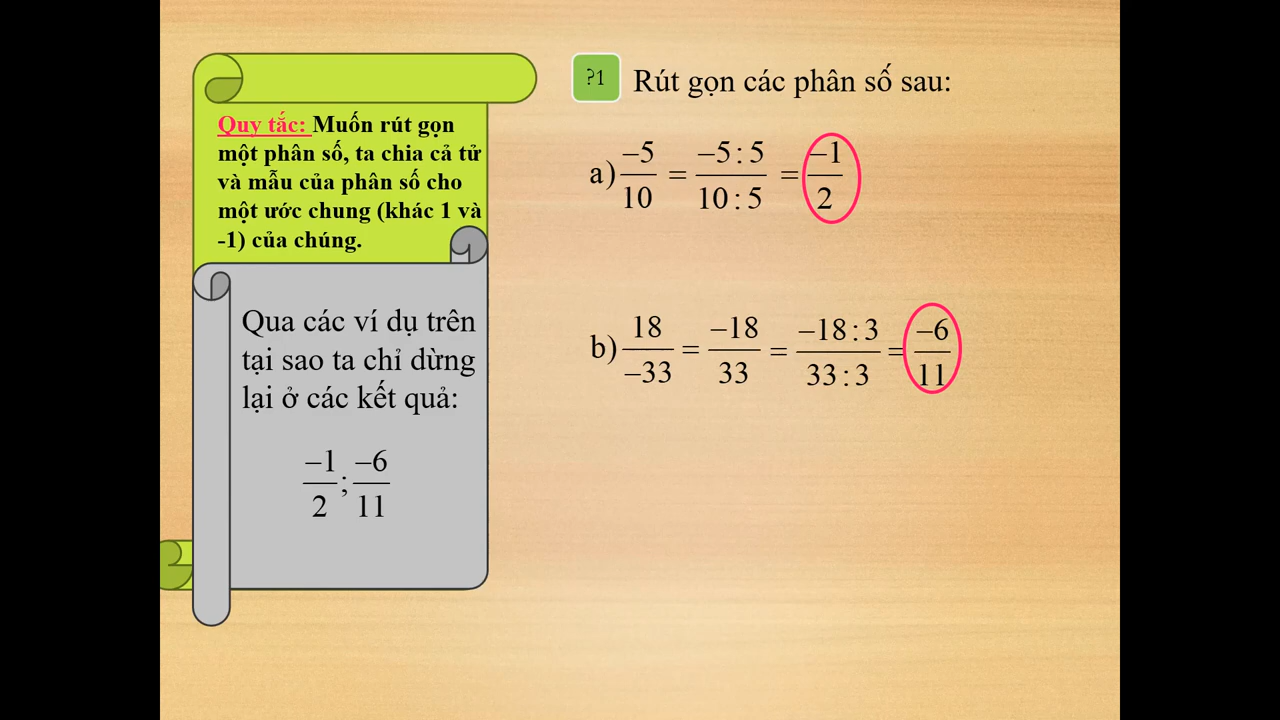 Quy tắc: Muốn rút gọn
một phân số, ta chia cả tử
và mẫu của phân số cho
một ước chung (khác 1 và
-1) của chúng.
Qua các ví dụ trên
tại sao ta chỉ dừng
lại ở các kết quả:
–1/2 ; –6/11
?1 Rút gọn các phân số sau:
a) –5/10 = –5 : 5/10 : 5 = –1/2
b) 18/–33 = –18/33 = –18 : 3/33 : 3 = –6/11